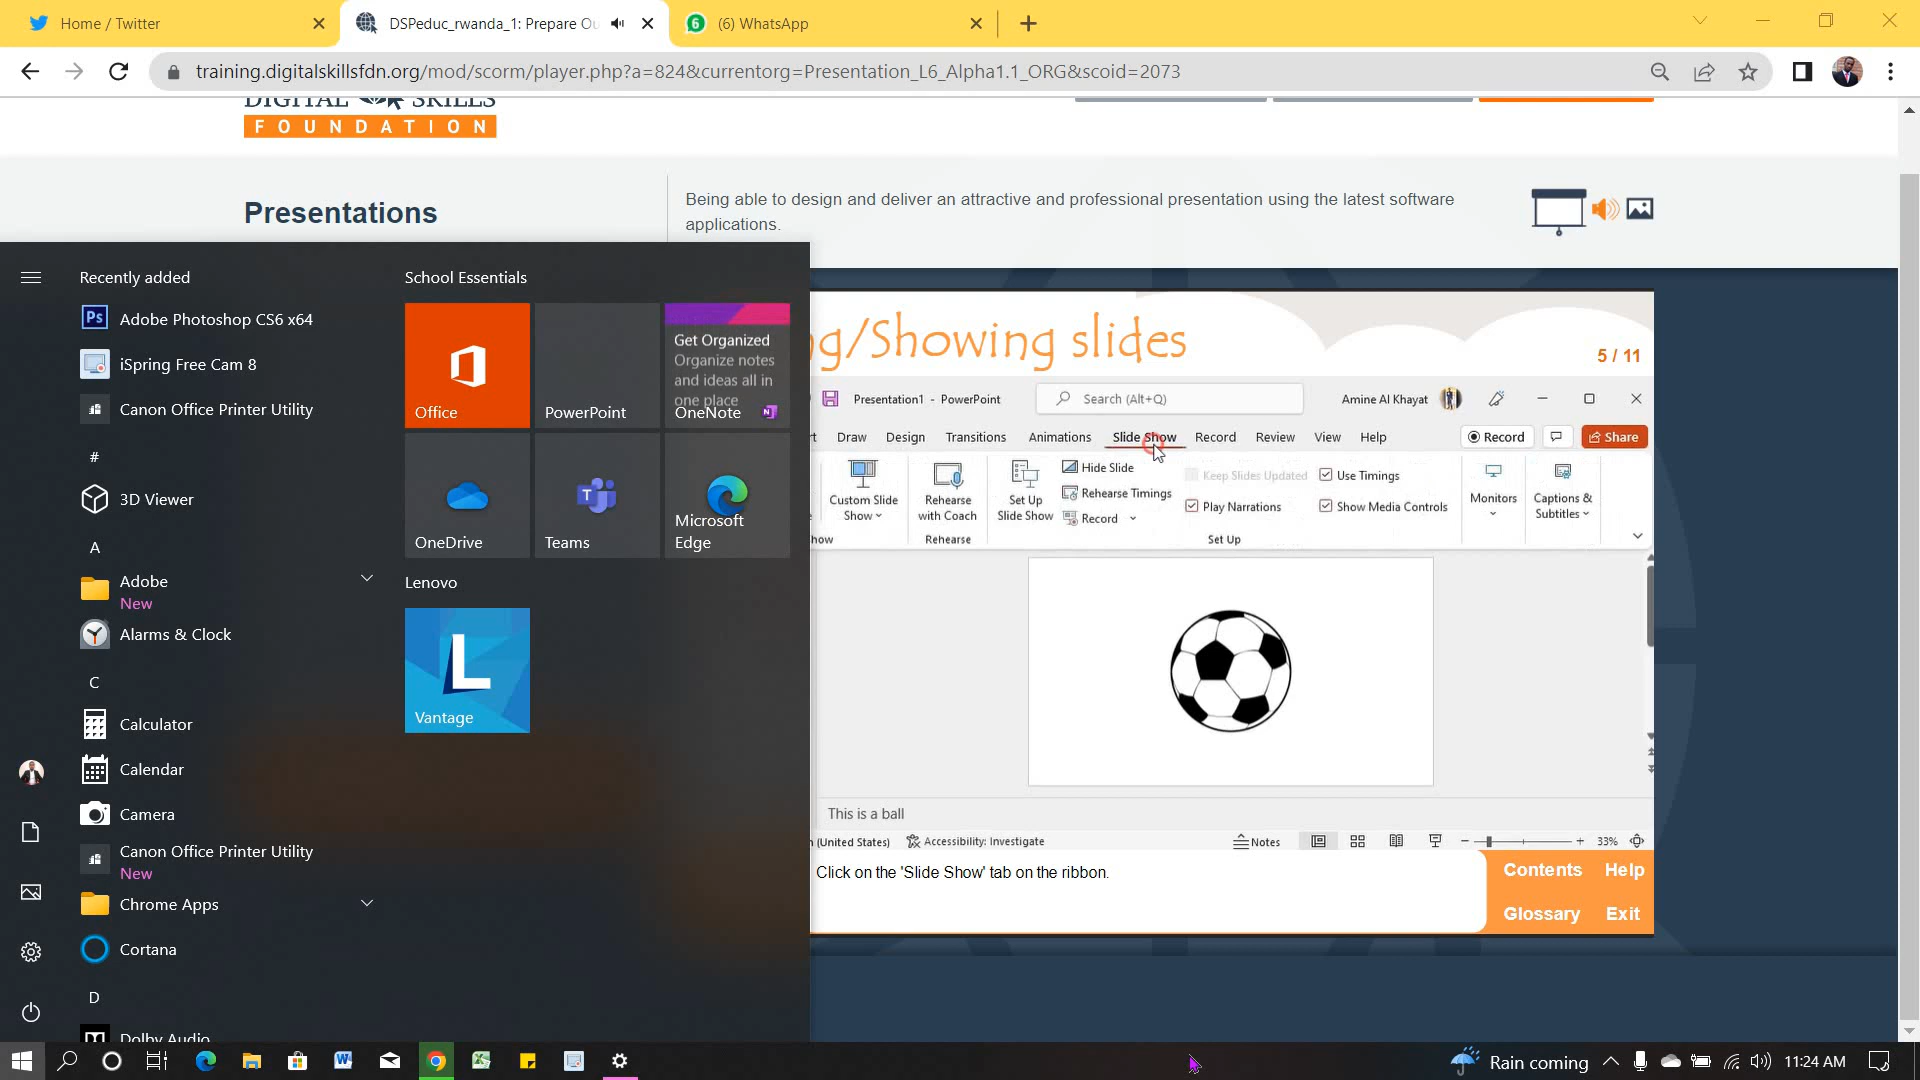 Home / Twitter
DSPeduc_rwanda_1: Prepare Ou
6
(6) WhatsApp
training.digitalskillsfdn.org/mod/scorm/player.php?a=824&currentorg=Presentation_L6_Alpha1.1_ORG&scoid=2073
DIGITAL SKILLS
FOUNDATION
Presentations
Being able to design and deliver an attractive and professional presentation using the latest software
applications.
Recently added
Ps
Adobe Photoshop CS6 x64
iSpring Free Cam 8
Canon Office Printer Utility
#
3D Viewer
A
Adobe
New
Alarms & Clock
C
Calculator
Calendar
Camera
Canon Office Printer Utility
New
Chrome Apps
Cortana
D
Dolby Audio
School Essentials
Office
PowerPoint
Get Organized
Organize notes
and ideas all in
one place
OneNote
OneDrive
Teams
Microsoft
Edge
Lenovo
L
Vantage
ng/Showing slides
5 / 11
Presentation1 - PowerPoint
Search (Alt+Q)
Amine Al Khayat
Draw
Design
Transitions
Animations
Slide Show
Record
Review
View
Help
Record
Share
Custom Slide
Show
Rehearse
with Coach
Rehearse
Set Up
Slide Show
Hide Slide
Rehearse Timings
Record
Keep Slides Updated
Play Narrations
Use Timings
Show Media Controls
Set Up
Monitors
Captions &
Subtitles
This is a ball
(United States)
Accessibility: Investigate
Notes
33%
Click on the 'Slide Show' tab on the ribbon.
Contents
Help
Glossary
Exit
Rain coming
11:24 AM